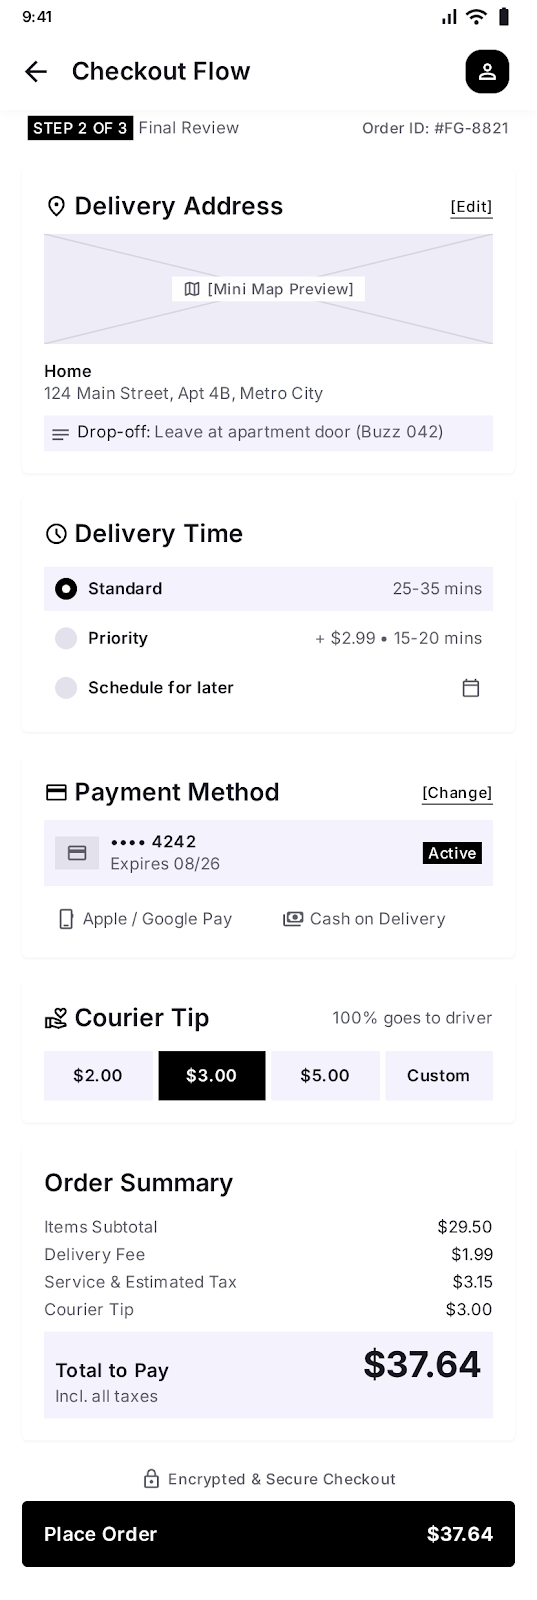 9:41
Checkout Flow
STEP 2 OF 3 Final Review Order ID: #FG-8821
Delivery Address [Edit]
[Mini Map Preview]
Home
124 Main Street, Apt 4B, Metro City
Drop-off: Leave at apartment door (Buzz 042)
Delivery Time
Standard 25-35 mins
Priority + $2.99 • 15-20 mins
Schedule for later
Payment Method [Change]
•••• 4242
Expires 08/26
Active
Apple / Google Pay Cash on Delivery
Courier Tip 100% goes to driver
$2.00 $3.00 $5.00 Custom
Order Summary
Items Subtotal $29.50
Delivery Fee $1.99
Service & Estimated Tax $3.15
Courier Tip $3.00
Total to Pay $37.64
Incl. all taxes
Encrypted & Secure Checkout
Place Order $37.64